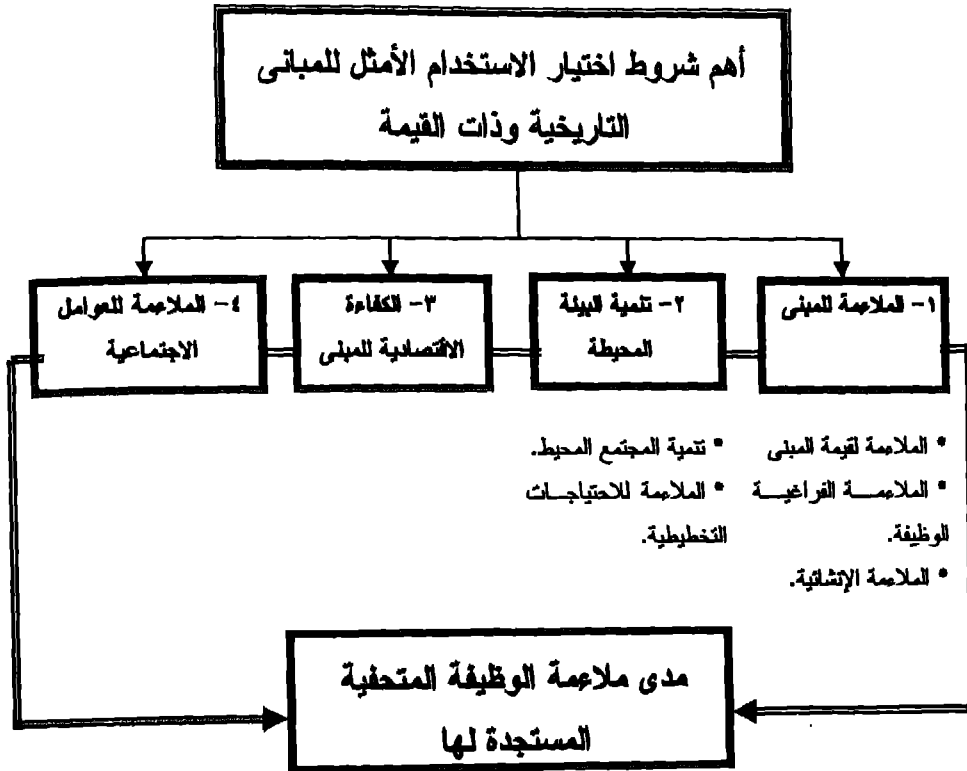 أهم شروط اختيار الاستخدام الأمثل للمبانى
التاريخية وذات القيمة
١- الملاءمة للمبنى
٢- تنمية البيئة
المحيطة
٣- الكفاءة
الاقتصادية للمبنى
٤- الملاءمة للعوامل
الاجتماعية
* الملاءمة لقيمة المبنى
* الملاءمة الفراغية
للوظيفة.
* الملاءمة الإنشائية.
* تنمية المجتمع المحيط.
* الملاءمة للاحتياجات
التخطيطية.
مدى ملاءمة الوظيفة المتحفية
المستجدة لها